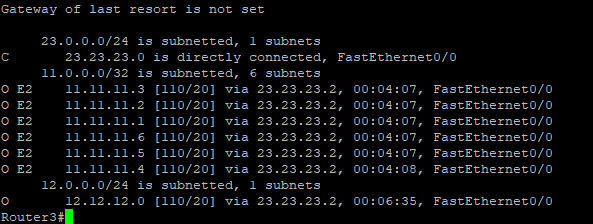 Gateway of last resort is not set
23.0.0.0/24 is subnetted, 1 subnets
C 23.23.23.0 is directly connected, FastEthernet0/0
11.0.0.0/32 is subnetted, 6 subnets
O E2 11.11.11.3 [110/20] via 23.23.23.2, 00:04:07, FastEthernet0/0
O E2 11.11.11.2 [110/20] via 23.23.23.2, 00:04:07, FastEthernet0/0
O E2 11.11.11.1 [110/20] via 23.23.23.2, 00:04:07, FastEthernet0/0
O E2 11.11.11.6 [110/20] via 23.23.23.2, 00:04:07, FastEthernet0/0
O E2 11.11.11.5 [110/20] via 23.23.23.2, 00:04:07, FastEthernet0/0
O E2 11.11.11.4 [110/20] via 23.23.23.2, 00:04:08, FastEthernet0/0
12.0.0.0/24 is subnetted, 1 subnets
O 12.12.12.0 [110/20] via 23.23.23.2, 00:06:35, FastEthernet0/0
Router3#